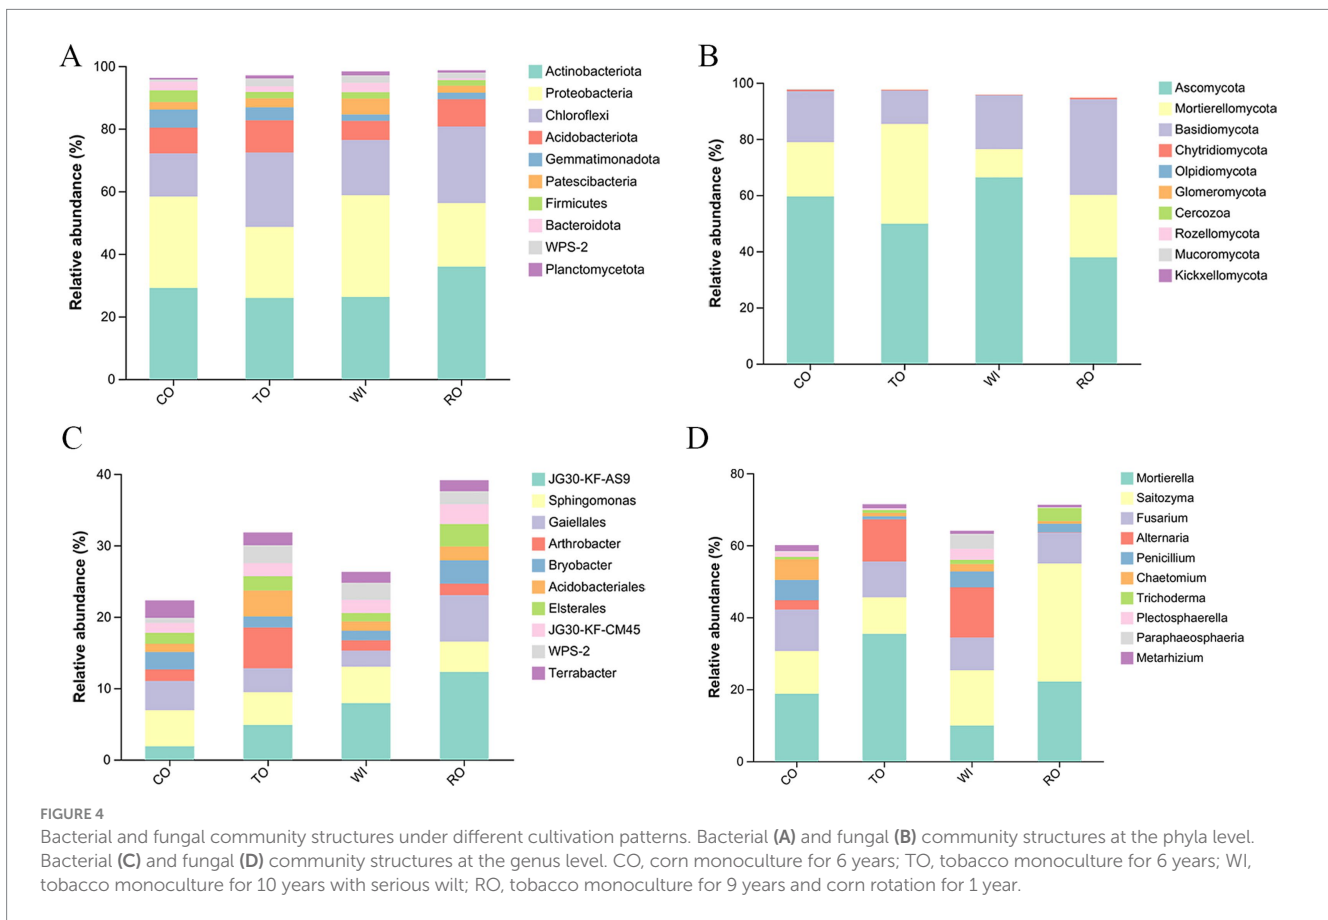 A
100
80
60
40
20
0
Relative abundance (%)
CO
TO
WI
RO
Actinobacteriota
Proteobacteria
Chloroflexi
Acidobacteriota
Gemmatimonadota
Patescibacteria
Firmicutes
Bacteroidota
WPS-2
Planctomycetota
B
100
80
60
40
20
0
Relative abundance (%)
CO
TO
WI
RO
Ascomycota
Mortierellomycota
Basidiomycota
Chytridiomycota
Olpidiomycota
Glomeromycota
Cercozoa
Rozellomycota
Mucoromycota
Kickxellomycota
C
40
30
20
10
0
Relative abundance (%)
CO
TO
WI
RO
JG30-KF-AS9
Sphingomonas
Gaiellales
Arthrobacter
Bryobacter
Acidobacteriales
Elsterales
JG30-KF-CM45
WPS-2
Terrabacter
D
80
60
40
20
0
Relative abundance (%)
CO
TO
WI
RO
Mortierella
Saitozyma
Fusarium
Alternaria
Penicillium
Chaetomium
Trichoderma
Plectosphaerella
Paraphaeosphaeria
Metarhizium
FIGURE 4
Bacterial and fungal community structures under different cultivation patterns. Bacterial (A) and fungal (B) community structures at the phyla level.
Bacterial (C) and fungal (D) community structures at the genus level. CO, corn monoculture for 6 years; TO, tobacco monoculture for 6 years; WI,
tobacco monoculture for 10 years with serious wilt; RO, tobacco monoculture for 9 years and corn rotation for 1 year.